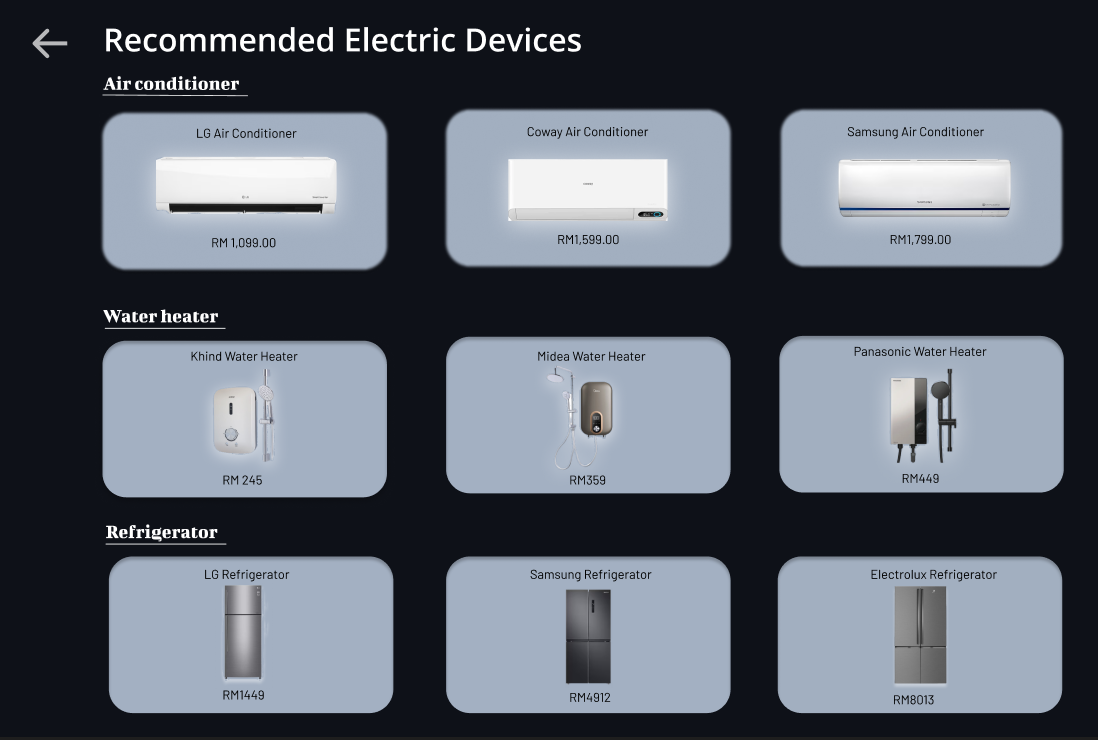 Recommended Electric Devices
Air conditioner
LG Air Conditioner
Coway Air Conditioner
Samsung Air Conditioner
RM 1,099.00
RM1,599.00
RM1,799.00
Water heater
Khind Water Heater
Midea Water Heater
Panasonic Water Heater
RM 245
RM359
RM449
Refrigerator
LG Refrigerator
Samsung Refrigerator
Electrolux Refrigerator
RM1449
RM4912
RM8013